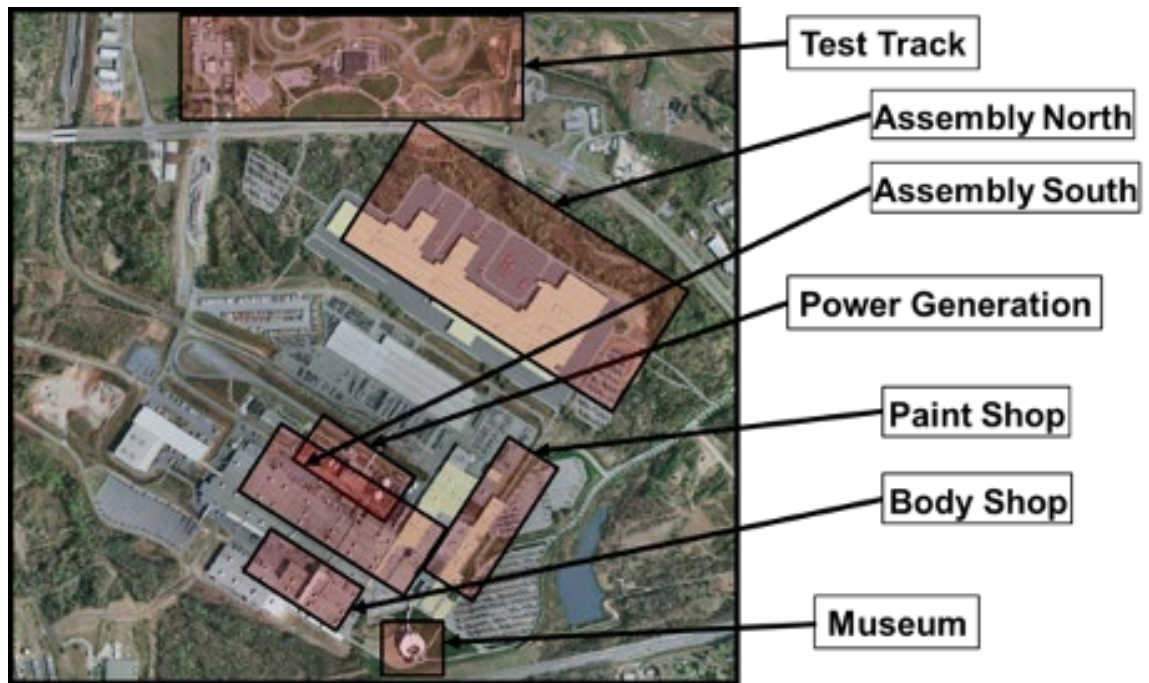 Test Track
Assembly North
Assembly South
Power Generation
Paint Shop
Body Shop
Museum